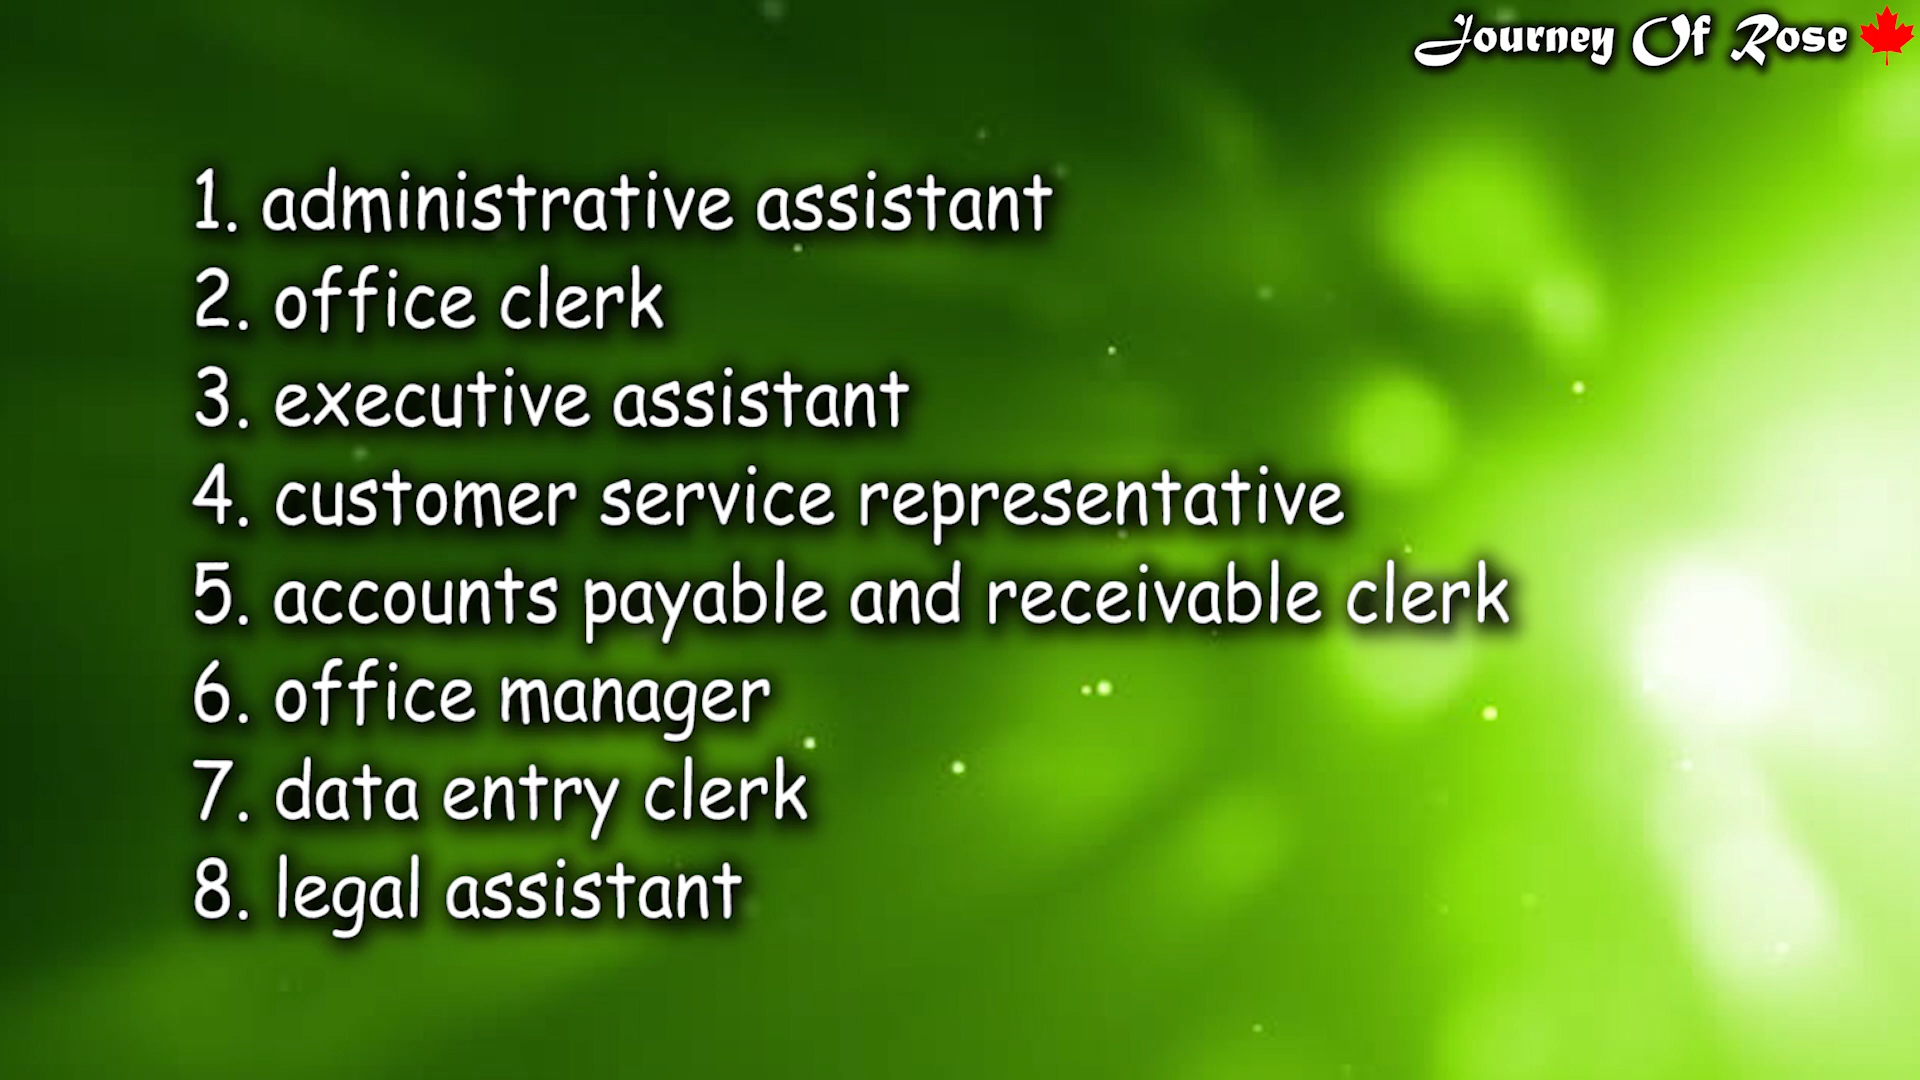 Journey Of Rose
1. administrative assistant
2. office clerk
3. executive assistant
4. customer service representative
5. accounts payable and receivable clerk
6. office manager
7. data entry clerk
8. legal assistant